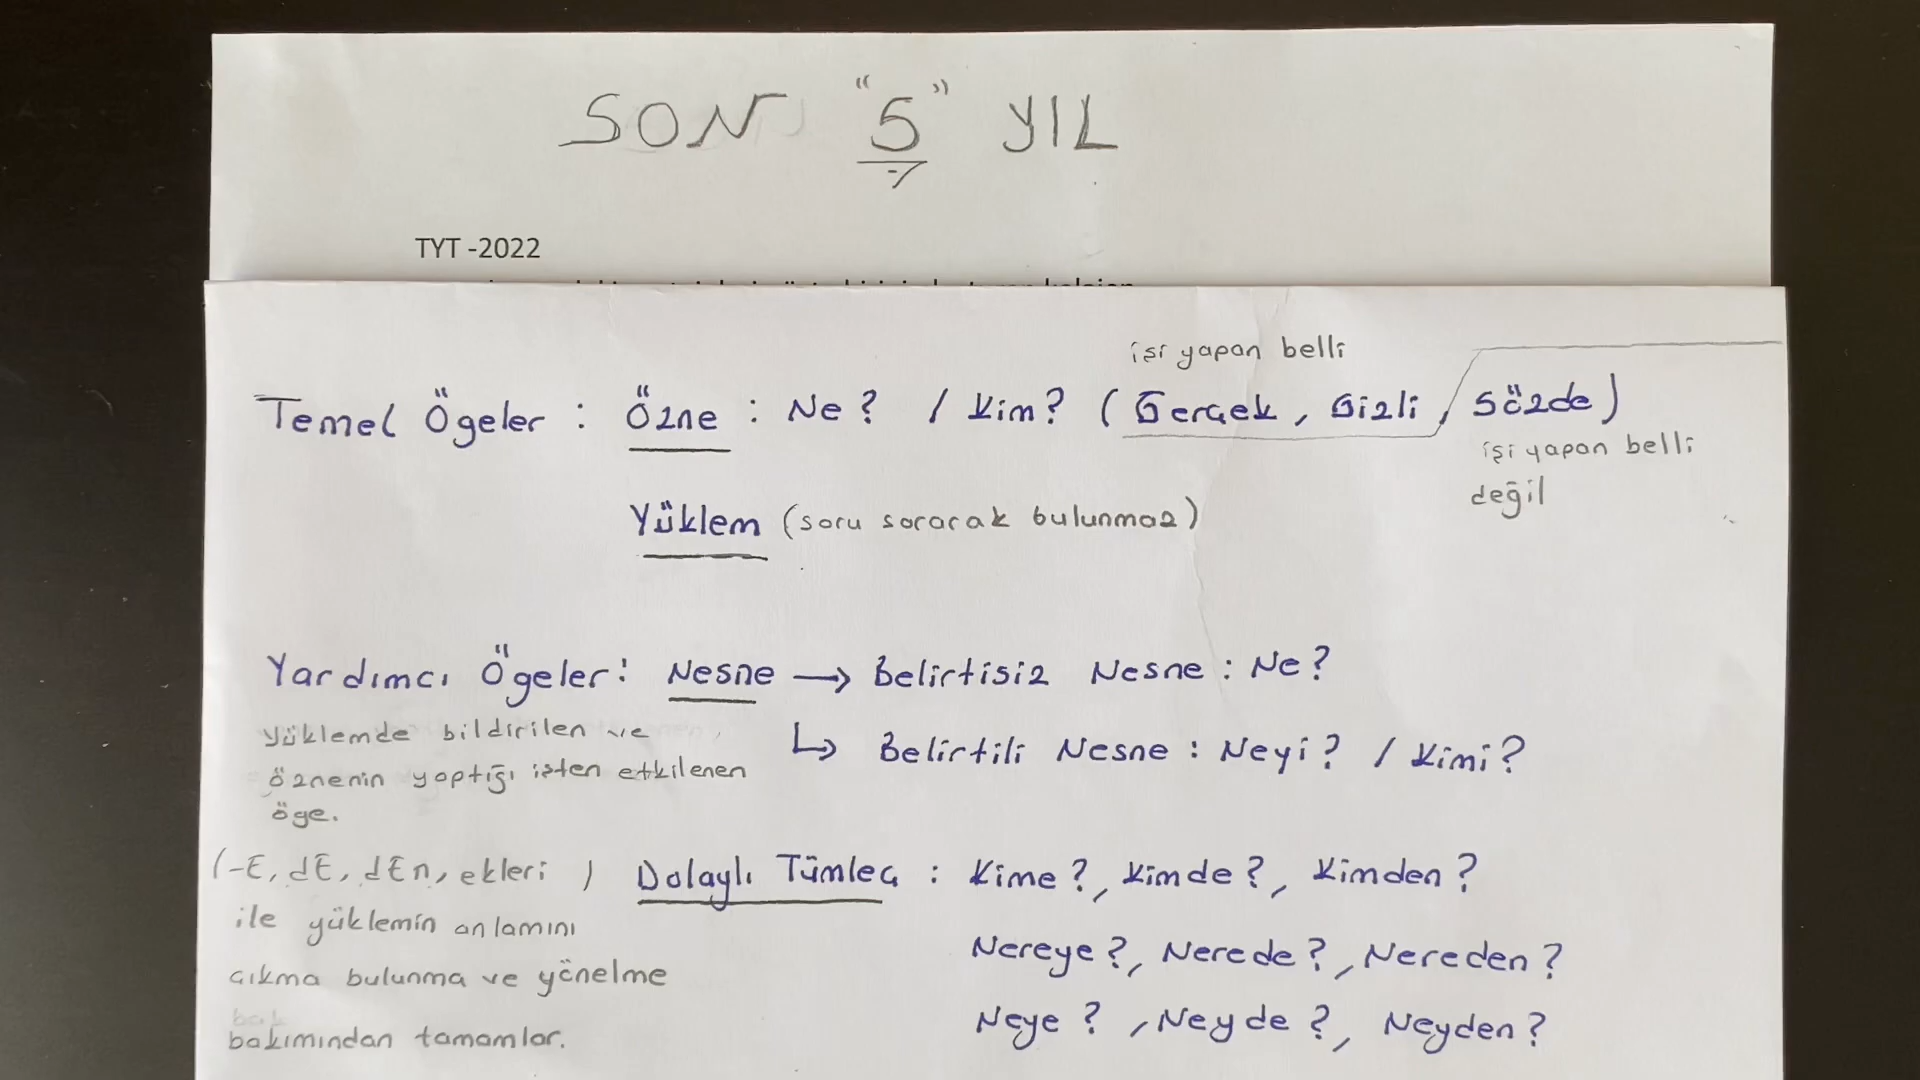 SON "5" YIL
TYT -2022
işi yapan belli
Temel Ögeler : Özne : Ne? / Kim? (Gerçek, Gizli, Sözde)
işi yapan belli
değil
Yüklem (soru sorarak bulunmaz)
Yardımcı Ögeler: Nesne → Belirtisiz Nesne : Ne?
↳ Belirtili Nesne : Neyi? / Kimi?
Yüklemde bildirilen ve
öznenin yaptığı işten etkilenen
öge.
(-E, dE, dEn, ekleri) Dolaylı Tümleç : Kime?, Kimde?, Kimden?
ile yüklemin anlamını
çıkma bulunma ve yönelme
bakımından tamamlar.
Nereye?, Nerede?, Nereden?
Neye?, Neyde?, Neyden?